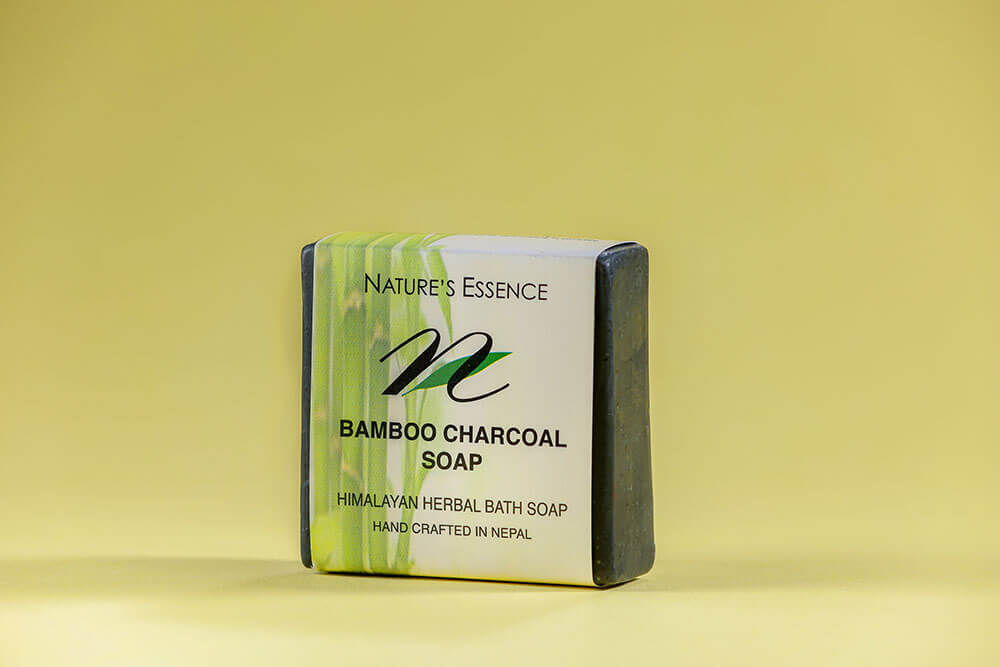 NATURE'S ESSENCE
n
BAMBOO CHARCOAL
SOAP
HIMALAYAN HERBAL BATH SOAP
HAND CRAFTED IN NEPAL